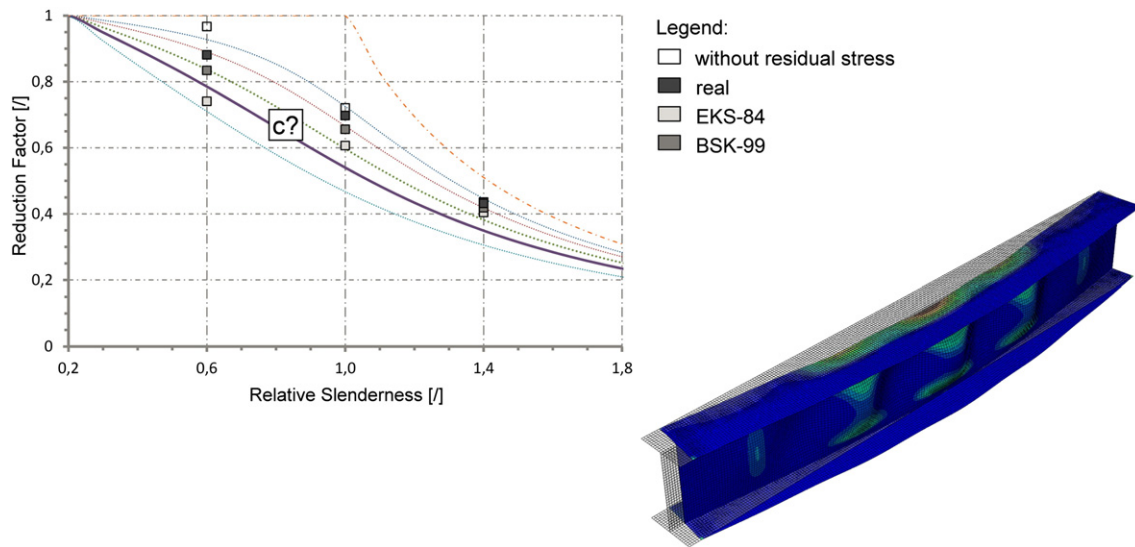 Reduction Factor [/]
1
0,8
0,6
0,4
0,2
0
c?
0,2
0,6
1,0
1,4
1,8
Relative Slenderness [/]
Legend:
without residual stress
real
EKS-84
BSK-99